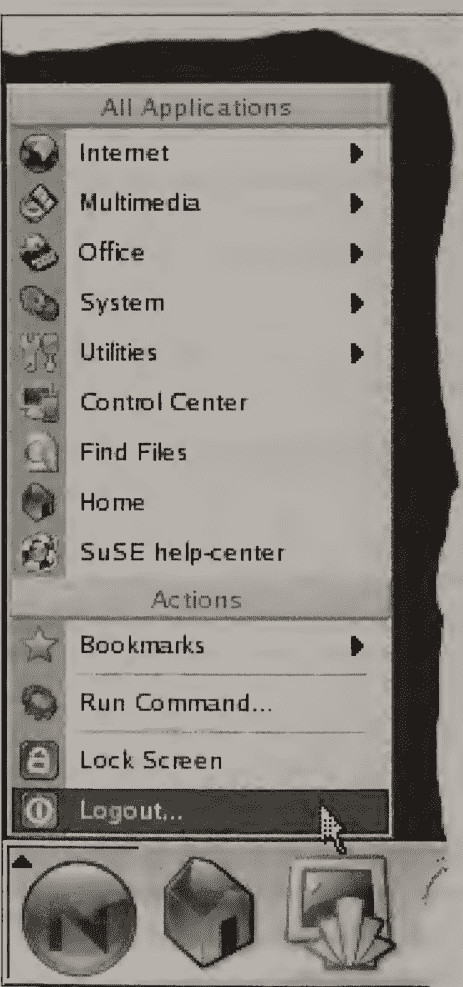 All Applications
Internet
Multimedia
Office
System
Utilities
Control Center
Find Files
Home
SuSE help-center
Actions
Bookmarks
Run Command...
Lock Screen
Logout...
N